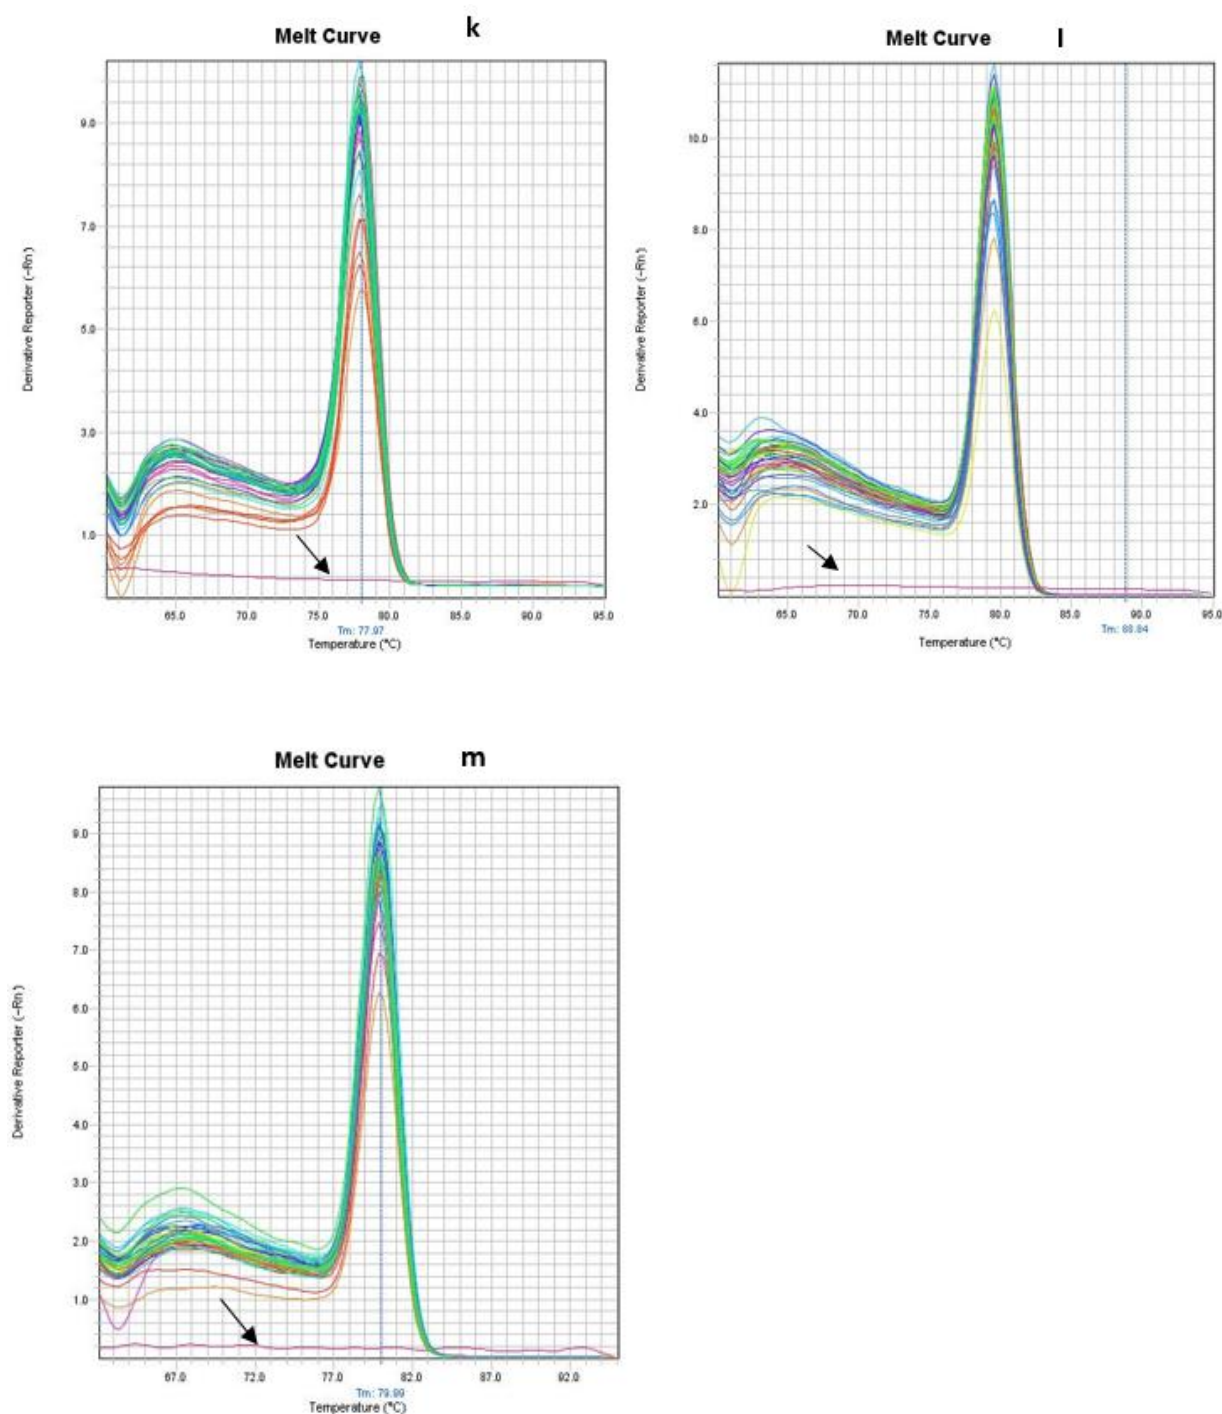 Melt Curve k
9.0
7.0
5.0
3.0
1.0
Derivative Reporter (-Rn)
65.0 70.0 75.0 80.0 85.0 90.0 95.0
Tm: 77.97
Temperature (°C)
Melt Curve l
10.0
8.0
6.0
4.0
2.0
Derivative Reporter (-Rn)
65.0 70.0 75.0 80.0 85.0 90.0 95.0
Tm: 88.84
Temperature (°C)
Melt Curve m
9.0
8.0
7.0
6.0
5.0
4.0
3.0
2.0
1.0
Derivative Reporter (-Rn)
67.0 72.0 77.0 82.0 87.0 92.0
Tm: 79.99
Temperature (°C)